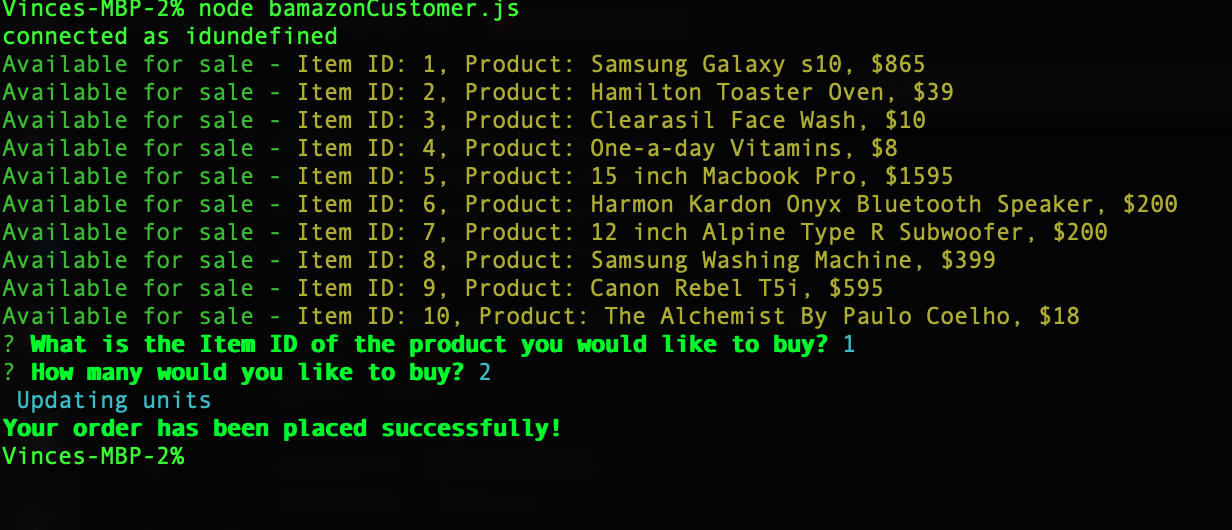 Vinces-MBP-2% node bamazonCustomer.js
connected as idundefined
Available for sale - Item ID: 1, Product: Samsung Galaxy s10, $865
Available for sale - Item ID: 2, Product: Hamilton Toaster Oven, $39
Available for sale - Item ID: 3, Product: Clearasil Face Wash, $10
Available for sale - Item ID: 4, Product: One-a-day Vitamins, $8
Available for sale - Item ID: 5, Product: 15 inch Macbook Pro, $1595
Available for sale - Item ID: 6, Product: Harmon Kardon Onyx Bluetooth Speaker, $200
Available for sale - Item ID: 7, Product: 12 inch Alpine Type R Subwoofer, $200
Available for sale - Item ID: 8, Product: Samsung Washing Machine, $399
Available for sale - Item ID: 9, Product: Canon Rebel T5i, $595
Available for sale - Item ID: 10, Product: The Alchemist By Paulo Coelho, $18
? What is the Item ID of the product you would like to buy? 1
? How many would you like to buy? 2
Updating units
Your order has been placed successfully!
Vinces-MBP-2%